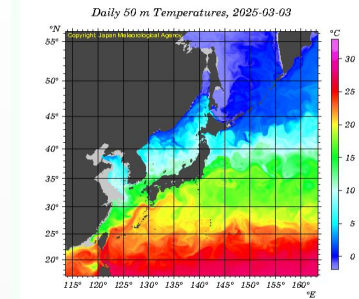 Daily 50 m Temperatures, 2025-03-03
°N
°C
Copyright. Japan Meteorological Agency
55°
50°
45°
40°
35°
30°
25°
20°
30
25
20
15
10
5
0
115° 120° 125° 130° 135° 140° 145° 150° 155° 160°
°E